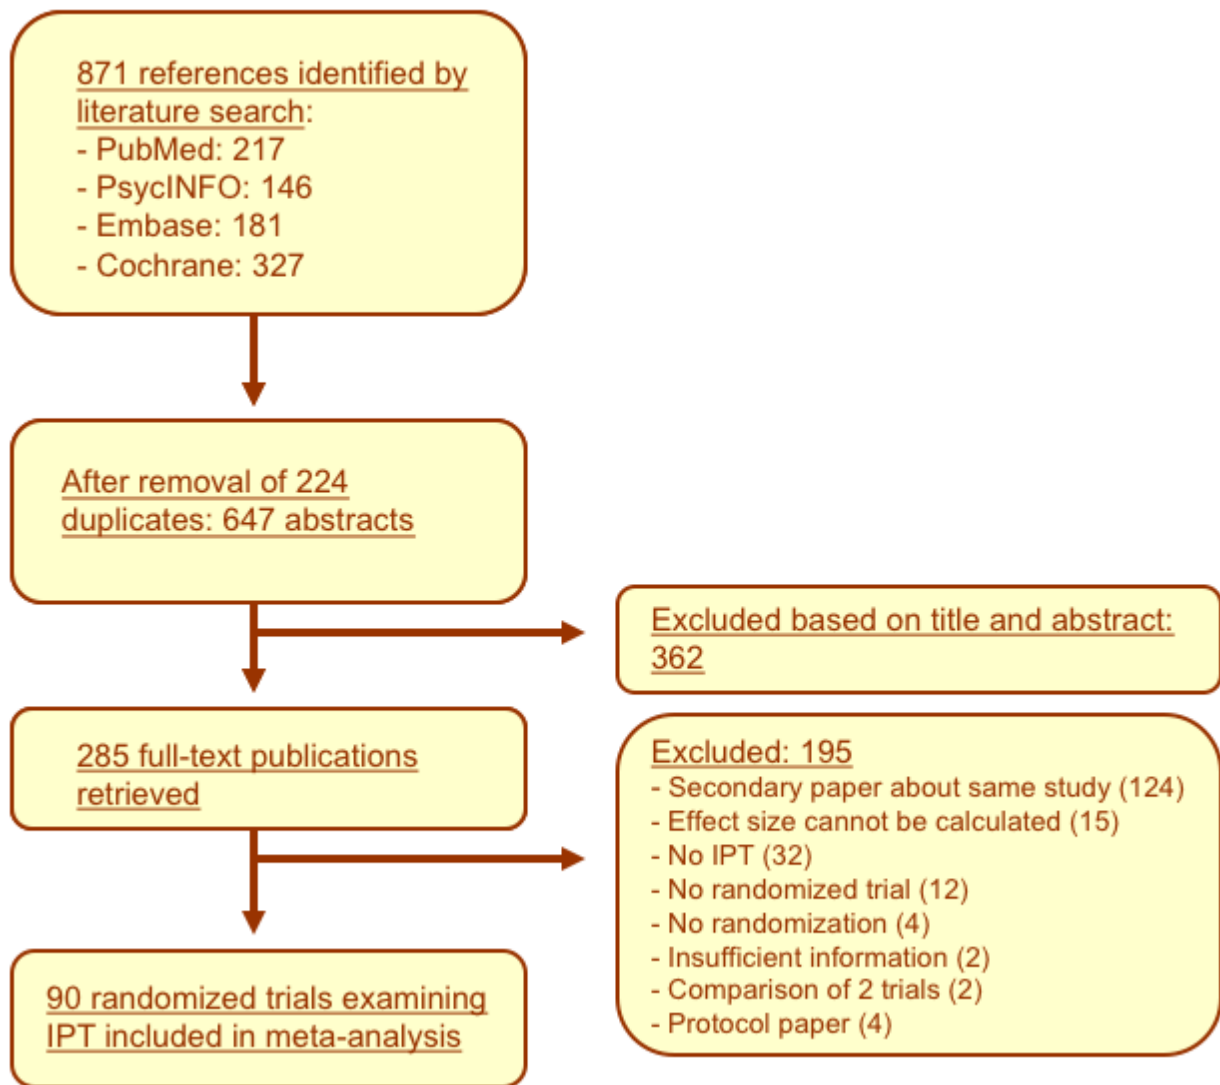 871 references identified by
literature search:
- PubMed: 217
- PsycINFO: 146
- Embase: 181
- Cochrane: 327
After removal of 224
duplicates: 647 abstracts
Excluded based on title and abstract:
362
285 full-text publications
retrieved
Excluded: 195
- Secondary paper about same study (124)
- Effect size cannot be calculated (15)
- No IPT (32)
- No randomized trial (12)
- No randomization (4)
- Insufficient information (2)
- Comparison of 2 trials (2)
- Protocol paper (4)
90 randomized trials examining
IPT included in meta-analysis